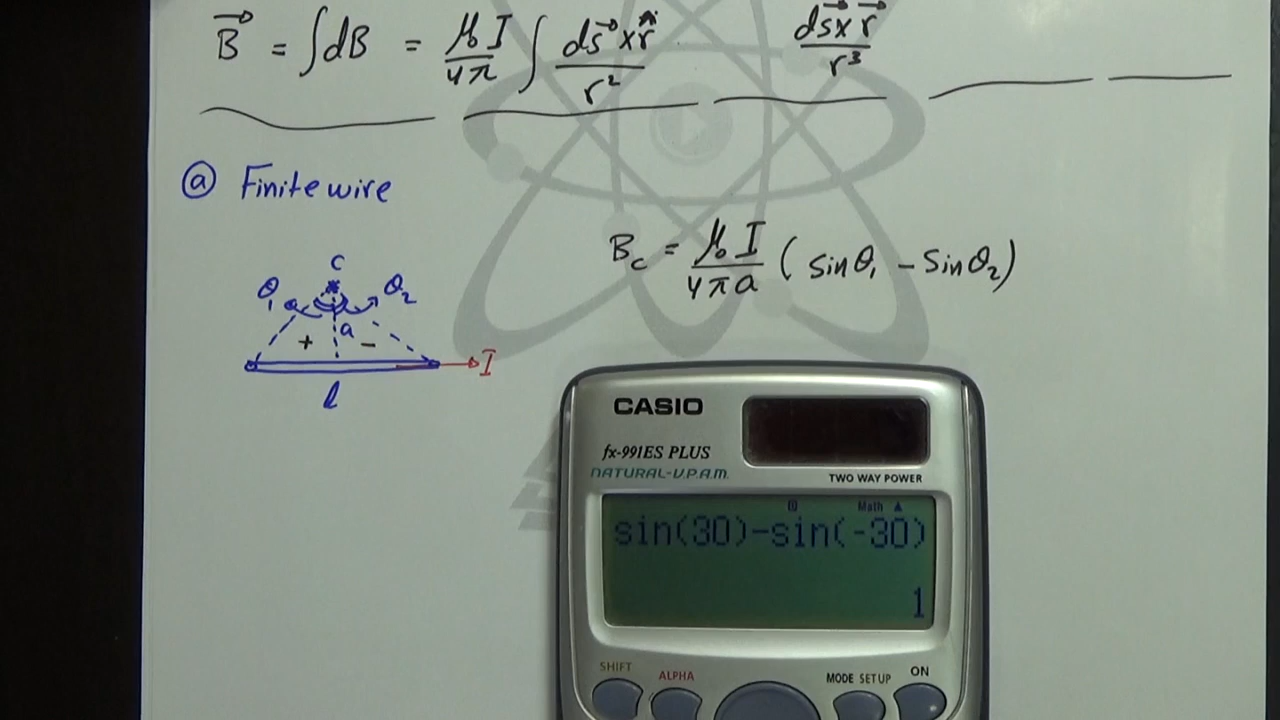 B⃗ = ∫dB = μ₀I/4π ∫ ds⃗ x r̂/r² ds⃗ x r⃗/r³
ⓐ Finite wire
B_c = μ₀I/4πa (sinθ₁ - sinθ₂)
c
θ₁ θ₂
a
+ -
I
l
CASIO
fx-991ES PLUS
NATURAL-V.P.A.M.
TWO WAY POWER
D Math ▲
sin(30)-sin(-30)
1
SHIFT
ALPHA
MODE SETUP
ON